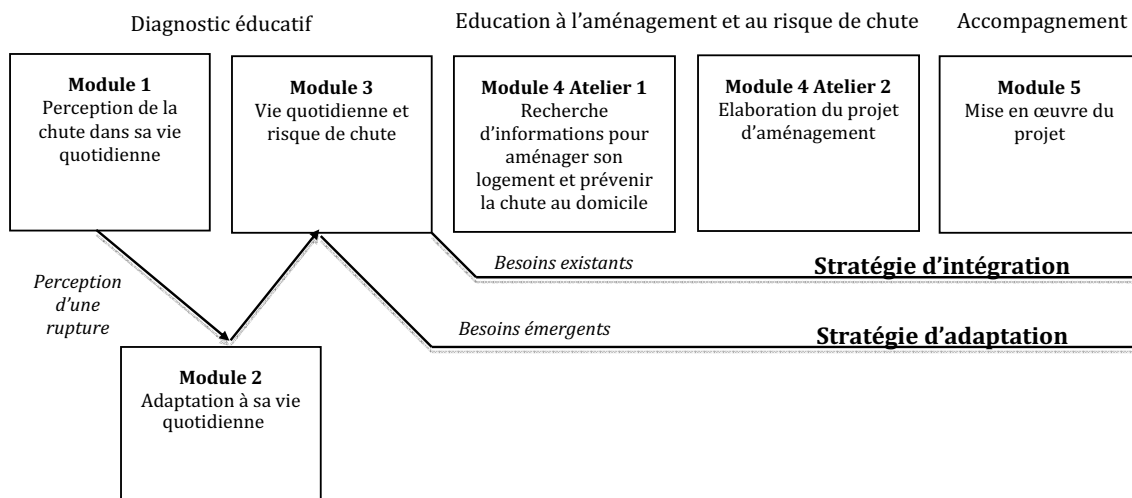 Diagnostic éducatif
Education à l’aménagement et au risque de chute
Accompagnement
Module 1
Perception de la
chute dans sa vie
quotidienne
Module 3
Vie quotidienne et
risque de chute
Module 4 Atelier 1
Recherche
d’informations pour
aménager son
logement et prévenir
la chute au domicile
Module 4 Atelier 2
Elaboration du projet
d’aménagement
Module 5
Mise en œuvre du
projet
Perception
d’une
rupture
Besoins existants
Stratégie d’intégration
Besoins émergents
Stratégie d’adaptation
Module 2
Adaptation à sa vie
quotidienne